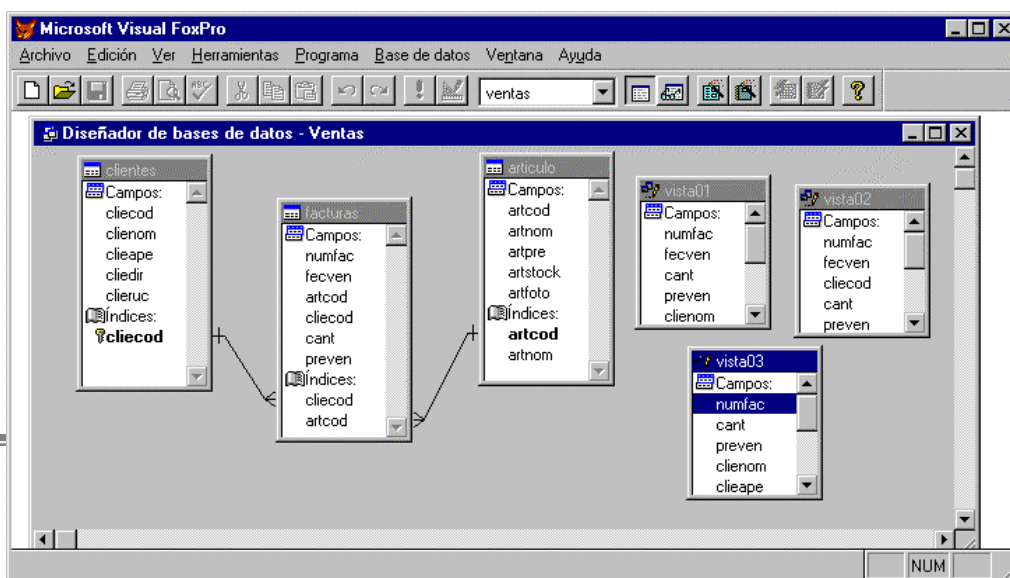 Microsoft Visual FoxPro
Archivo Edición Ver Herramientas Programa Base de datos Ventana Ayuda
ABC
ventas
Diseñador de bases de datos - Ventas
clientes
Campos:
cliecod
clienom
clieape
cliedir
clieruc
Índices:
cliecod
facturas
Campos:
numfac
fecven
artcod
cliecod
cant
preven
Índices:
cliecod
artcod
articulo
Campos:
artcod
artnom
artpre
artstock
artfoto
Índices:
artcod
artnom
vista01
Campos:
numfac
fecven
cant
preven
clienom
vista02
Campos:
numfac
fecven
cliecod
cant
preven
vista03
Campos:
numfac
cant
preven
clienom
clieape
NUM